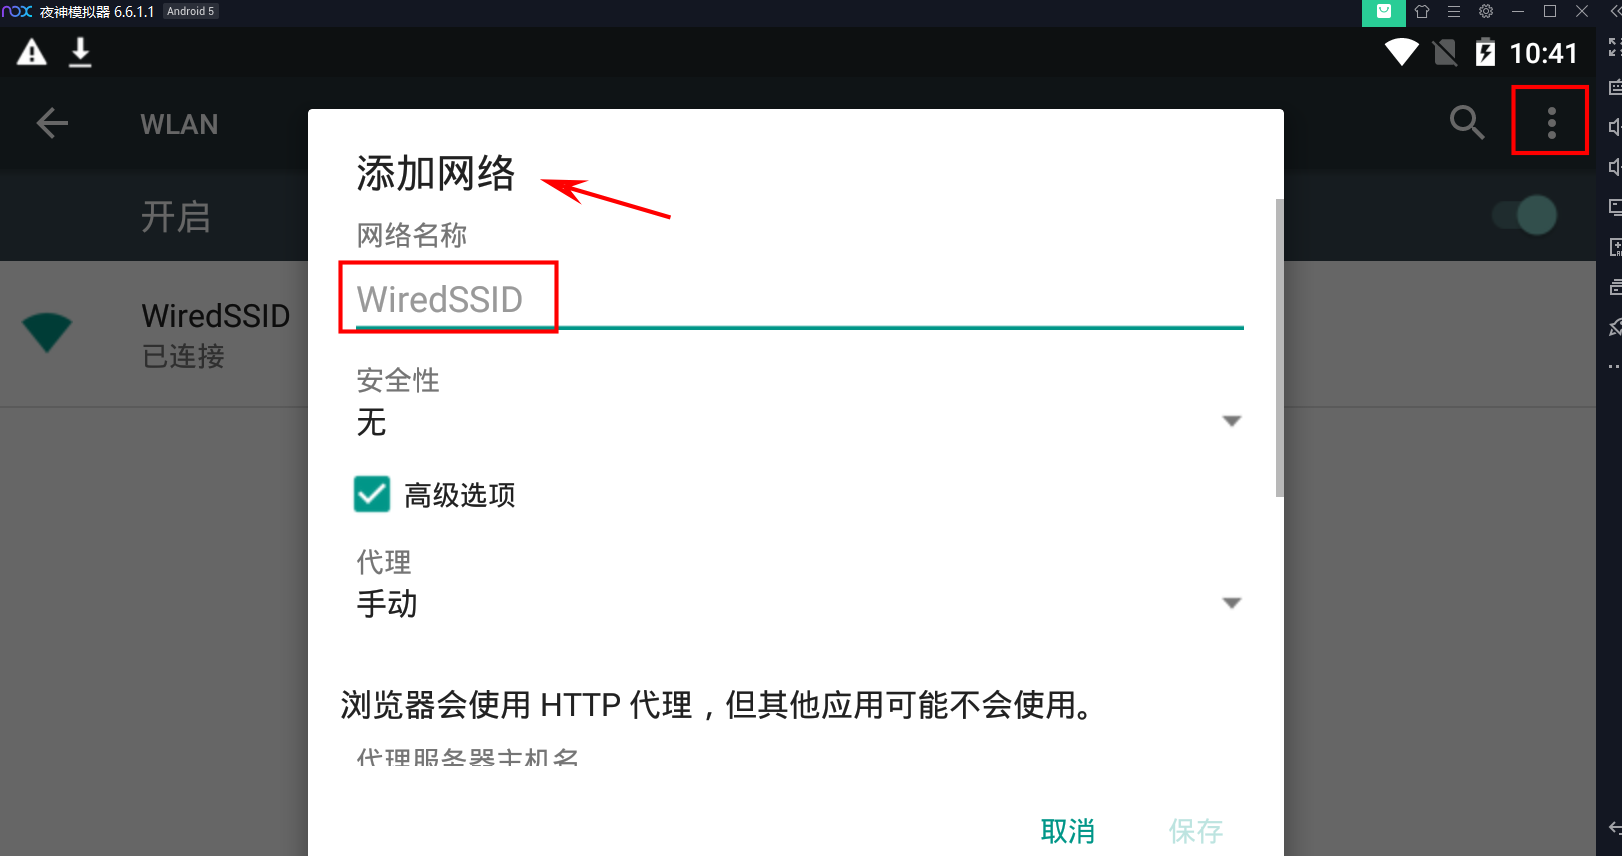 nox 夜神模拟器 6.6.1.1 Android 5
10:41
WLAN
开启
WiredSSID
已连接
添加网络
网络名称
WiredSSID
安全性
无
高级选项
代理
手动
浏览器会使用 HTTP 代理，但其他应用可能不会使用。
代理服务器主机名
取消 保存